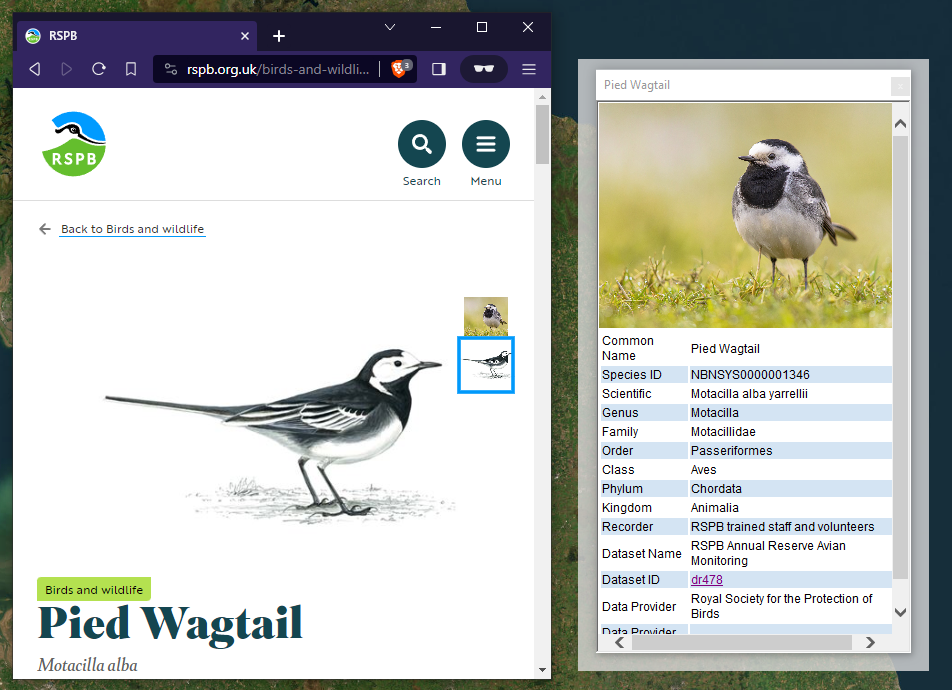 RSPB
rspb.org.uk/birds-and-wildli...
3
RSPB
Search
Menu
Back to Birds and wildlife
Birds and wildlife
Pied Wagtail
Motacilla alba
Pied Wagtail
Common Name Pied Wagtail
Species ID NBNSYS0000001346
Scientific Motacilla alba yarrellii
Genus Motacilla
Family Motacillidae
Order Passeriformes
Class Aves
Phylum Chordata
Kingdom Animalia
Recorder RSPB trained staff and volunteers
Dataset Name RSPB Annual Reserve Avian
Monitoring
Dataset ID dr478
Data Provider Royal Society for the Protection of
Birds
Data Provider